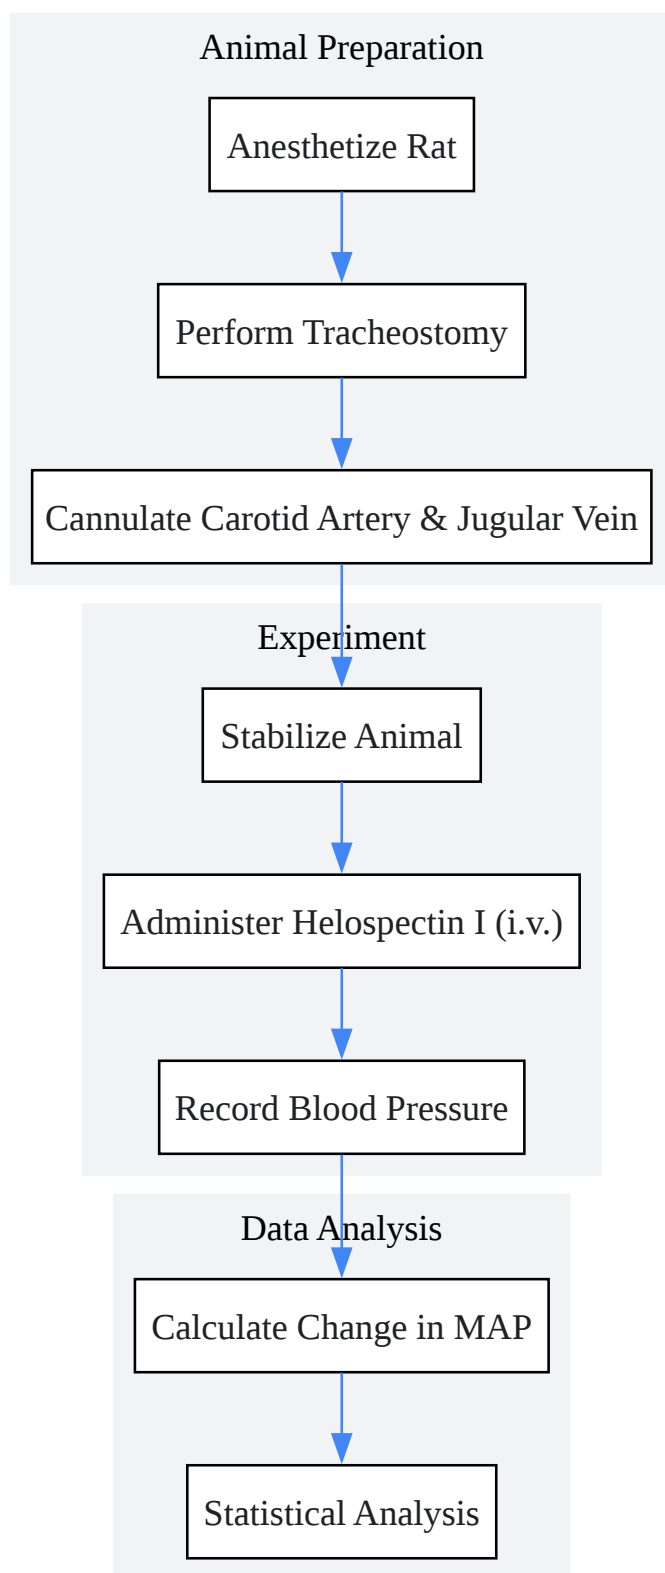 Animal Preparation
Anesthetize Rat
Perform Tracheostomy
Cannulate Carotid Artery & Jugular Vein
Experiment
Stabilize Animal
Administer Helospectin I (i.v.)
Record Blood Pressure
Data Analysis
Calculate Change in MAP
Statistical Analysis